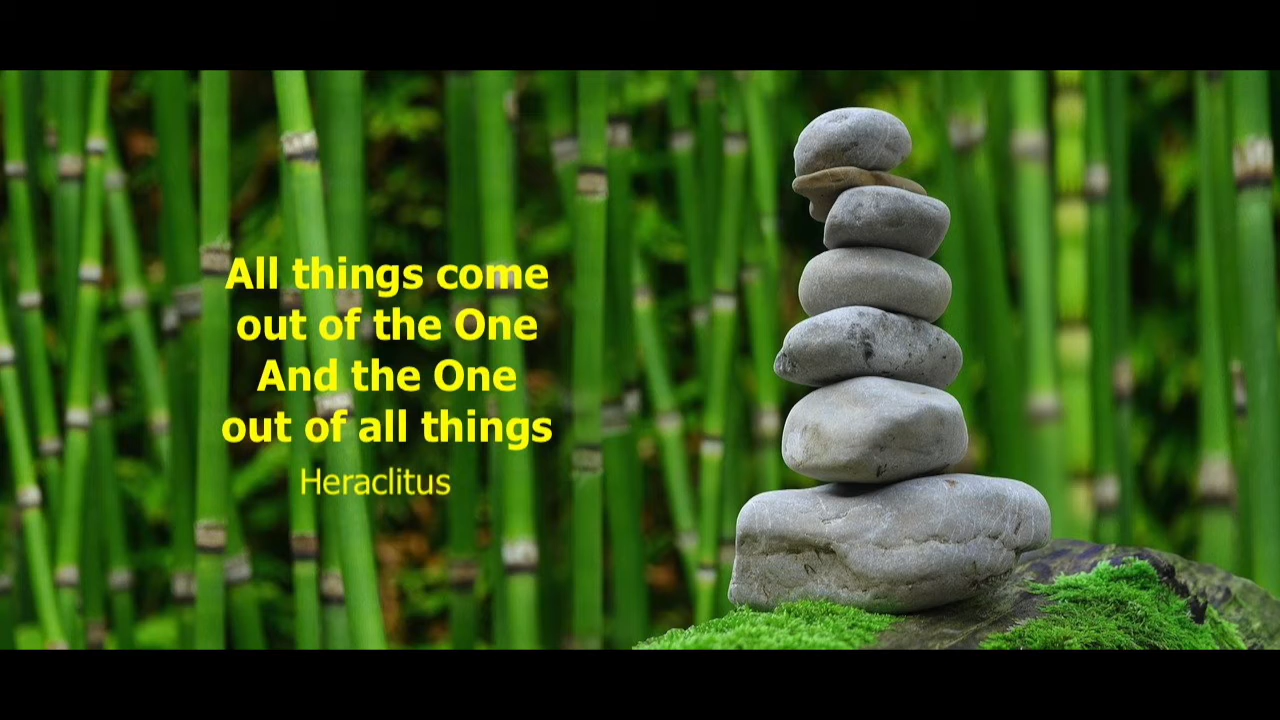 All things come
out of the One
And the One
out of all things
Heraclitus